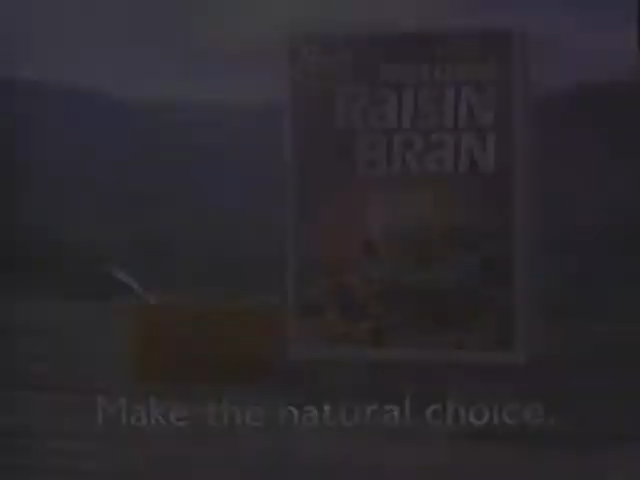 Raisin
Bran
Make the natural choice.